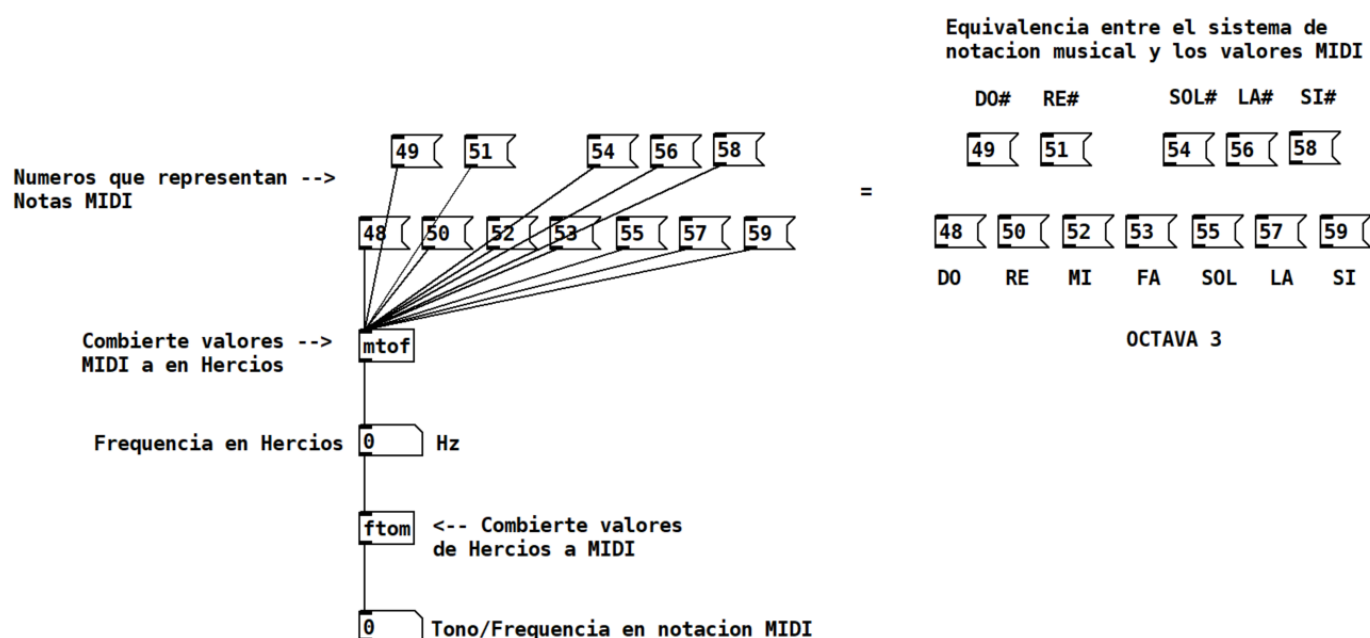 Equivalencia entre el sistema de
notacion musical y los valores MIDI
DO# RE# SOL# LA# SI#
49 51 54 56 58
49 51 54 56 58
Numeros que representan -->
Notas MIDI
=
48 50 52 53 55 57 59
48 50 52 53 55 57 59
DO RE MI FA SOL LA SI
OCTAVA 3
Combierte valores -->
MIDI a en Hercios
mtof
Frequencia en Hercios 0 Hz
ftom
<-- Combierte valores
de Hercios a MIDI
0 Tono/Frequencia en notacion MIDI